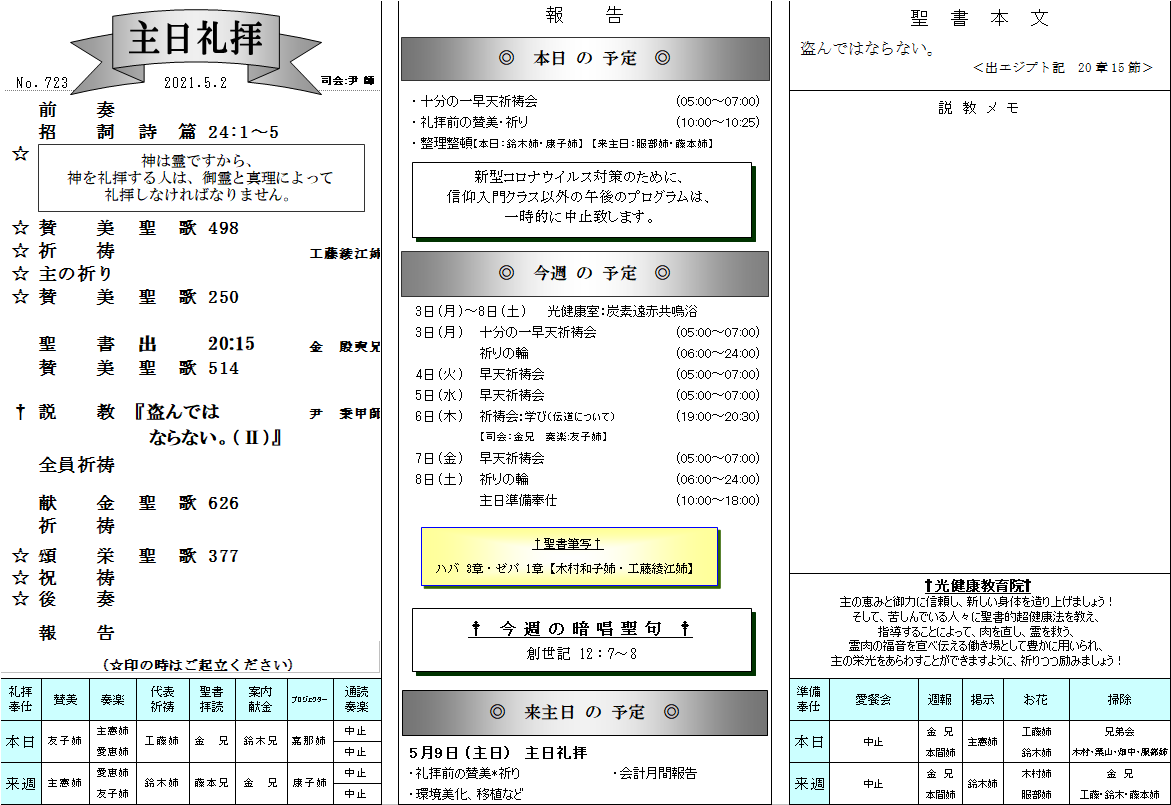 主日礼拝
No. 723 2021.5.2 司会:尹 師
前 奏
招 詞 詩 篇 24:1～5
☆
神は霊ですから、
神を礼拝する人は、御霊と真理によって
礼拝しなければなりません。
☆ 賛 美 聖 歌 498
☆ 祈 祷 工藤綾江姉
☆ 主の祈り
☆ 賛 美 聖 歌 250
聖 書 出 20:15 金 殷奭兄
賛 美 聖 歌 514
† 説 教 『盗んでは 尹 秉甲師
ならない。(Ⅱ)』
全員祈祷
献 金 聖 歌 626
祈 祷
☆ 頌 栄 聖 歌 377
☆ 祝 祷
☆ 後 奏
報 告
(☆印の時はご起立ください)
礼拝奉仕 賛美 奏楽 代表祈祷 聖書拝読 案内献金 プロジェクター 通読奏楽
本日 友子姉 主憲姉 愛恵姉 工藤姉 金 兄 鈴木兄 嘉那姉 中止 中止
来週 主憲姉 愛恵姉 友子姉 鈴木姉 藤本兄 金 兄 康子姉 中止 中止
報 告
◎ 本日 の 予定 ◎
・十分の一早天祈祷会 (05:00～07:00)
・礼拝前の賛美・祈り (10:00～10:25)
・整理整頓【本日：鈴木姉・康子姉】【来主日：服部姉・藤本姉】
新型コロナウイルス対策のために、
信仰入門クラス以外の午後のプログラムは、
一時的に中止致します。
◎ 今週 の 予定 ◎
3日(月)～8日(土) 光健康室：炭素遠赤共鳴浴
3日(月) 十分の一早天祈祷会 (05:00～07:00)
祈りの輪 (06:00～24:00)
4日(火) 早天祈祷会 (05:00～07:00)
5日(水) 早天祈祷会 (05:00～07:00)
6日(木) 祈祷会:学び(伝道について) (19:00～20:30)
【司会：金兄 奏楽:友子姉】
7日(金) 早天祈祷会 (05:00～07:00)
8日(土) 祈りの輪 (06:00～24:00)
主日準備奉仕 (10:00～18:00)
†聖書筆写†
ハバ 3章・ゼパ 1章【木村和子姉・工藤綾江姉】
† 今週の暗唱聖句 †
創世記 12：7～8
◎ 来主日 の 予定 ◎
5月9日(主日) 主日礼拝
・礼拝前の賛美*祈り ・会計月間報告
・環境美化、移植など
聖 書 本 文
盗んではならない。
＜出エジプト記 20章15節＞
説 教 メ モ
†光健康教育院†
主の恵みと御力に信頼し、新しい身体を造り上げましょう！
そして、苦しんでいる人々に聖書的超健康法を教え、
指導することによって、肉を直し、霊を救う、
霊肉の福音を宣べ伝える働き場として豊かに用いられ、
主の栄光をあらわすことができますように、祈りつつ励みましょう！
準備奉仕 愛餐会 週報 掲示 お花 掃除
本日 中止 金 兄 本間姉 主憲姉 工藤姉 鈴木姉 兄弟会 木村・栗山・畑中・服部姉
来週 中止 金 兄 本間姉 鈴木姉 木村姉 服部姉 金 兄 工藤・鈴木・藤本姉